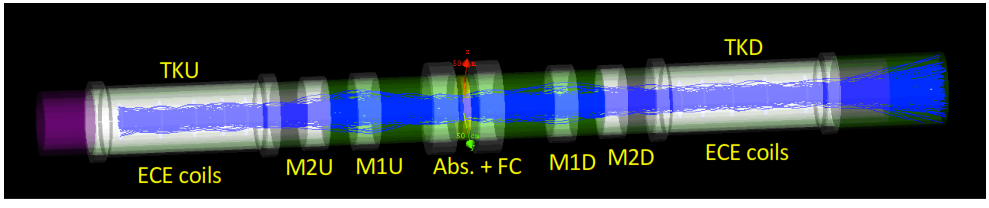 TKU
TKD
ECE coils
M2U
M1U
Abs. + FC
M1D
M2D
ECE coils